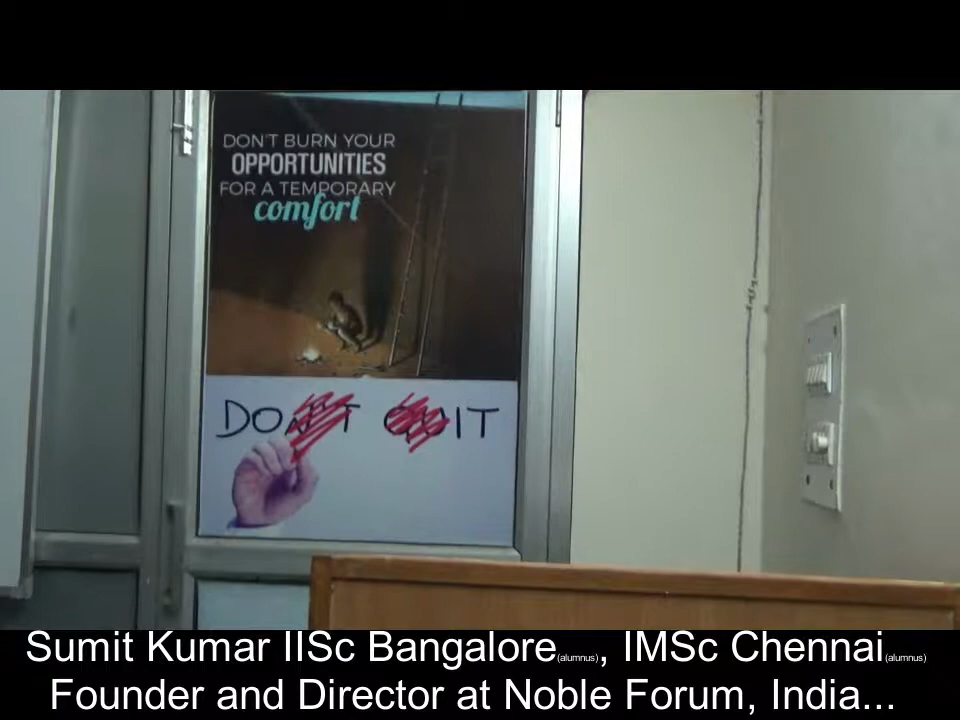 DON'T BURN YOUR
OPPORTUNITIES
FOR A TEMPORARY
comfort
DON'T QUIT
Sumit Kumar IISc Bangalore(alumnus), IMSc Chennai(alumnus)
Founder and Director at Noble Forum, India...